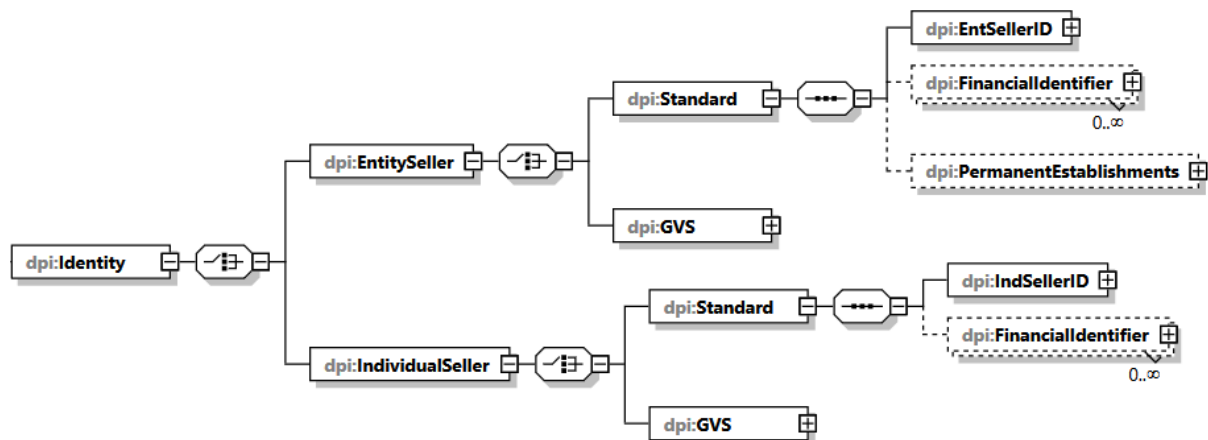 dpi:EntSellerID
dpi:FinancialIdentifier
0..∞
dpi:Standard
dpi:EntitySeller
dpi:PermanentEstablishments
dpi:GVS
dpi:Identity
dpi:IndSellerID
dpi:Standard
dpi:FinancialIdentifier
0..∞
dpi:IndividualSeller
dpi:GVS